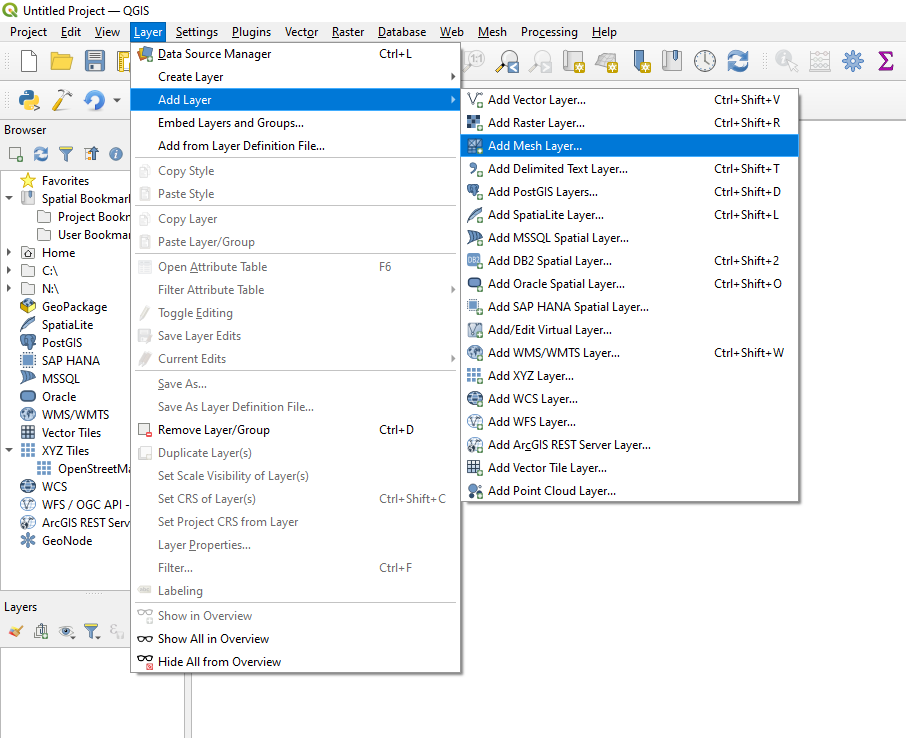 Untitled Project — QGIS
Project Edit View Layer Settings Plugins Vector Raster Database Web Mesh Processing Help
Data Source Manager Ctrl+L
Create Layer
Add Layer
Embed Layers and Groups...
Add from Layer Definition File...
Copy Style
Paste Style
Copy Layer
Paste Layer/Group
Open Attribute Table F6
Filter Attribute Table
Toggle Editing
Save Layer Edits
Current Edits
Save As...
Save As Layer Definition File...
Remove Layer/Group Ctrl+D
Duplicate Layer(s)
Set Scale Visibility of Layer(s)
Set CRS of Layer(s) Ctrl+Shift+C
Set Project CRS from Layer
Layer Properties...
Filter... Ctrl+F
Labeling
Show in Overview
Show All in Overview
Hide All from Overview
Add Vector Layer... Ctrl+Shift+V
Add Raster Layer... Ctrl+Shift+R
Add Mesh Layer...
Add Delimited Text Layer... Ctrl+Shift+T
Add PostGIS Layers... Ctrl+Shift+D
Add SpatiaLite Layer... Ctrl+Shift+L
Add MSSQL Spatial Layer...
DB2 Add DB2 Spatial Layer... Ctrl+Shift+2
Add Oracle Spatial Layer... Ctrl+Shift+O
Add SAP HANA Spatial Layer...
Add/Edit Virtual Layer...
Add WMS/WMTS Layer... Ctrl+Shift+W
Add XYZ Layer...
Add WCS Layer...
Add WFS Layer...
Add ArcGIS REST Server Layer...
Add Vector Tile Layer...
Add Point Cloud Layer...
Browser
Favorites
Spatial Bookmar
Project Bookn
User Bookmar
Home
C:\
N:\
GeoPackage
SpatiaLite
PostGIS
SAP HANA
MSSQL
Oracle
WMS/WMTS
Vector Tiles
XYZ Tiles
OpenStreetMa
WCS
WFS / OGC API -
ArcGIS REST Serv
GeoNode
Layers